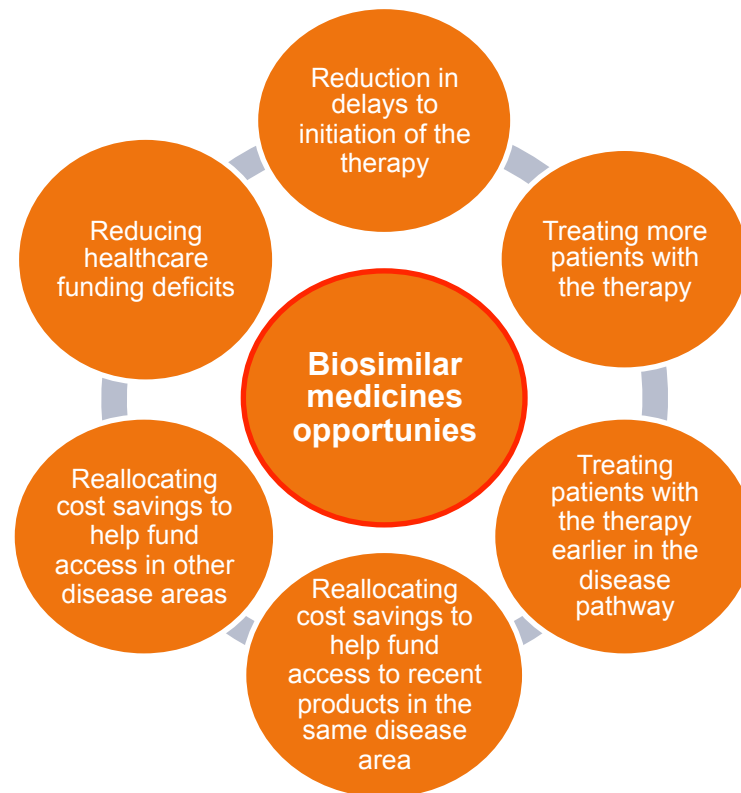 Reduction in
delays to
initiation of the
therapy
Treating more
patients with
the therapy
Treating
patients with
the therapy
earlier in the
disease
pathway
Reallocating
cost savings to
help fund
access to recent
products in the
same disease
area
Reallocating
cost savings to
help fund
access in other
disease areas
Reducing
healthcare
funding deficits
Biosimilar
medicines
opportunies